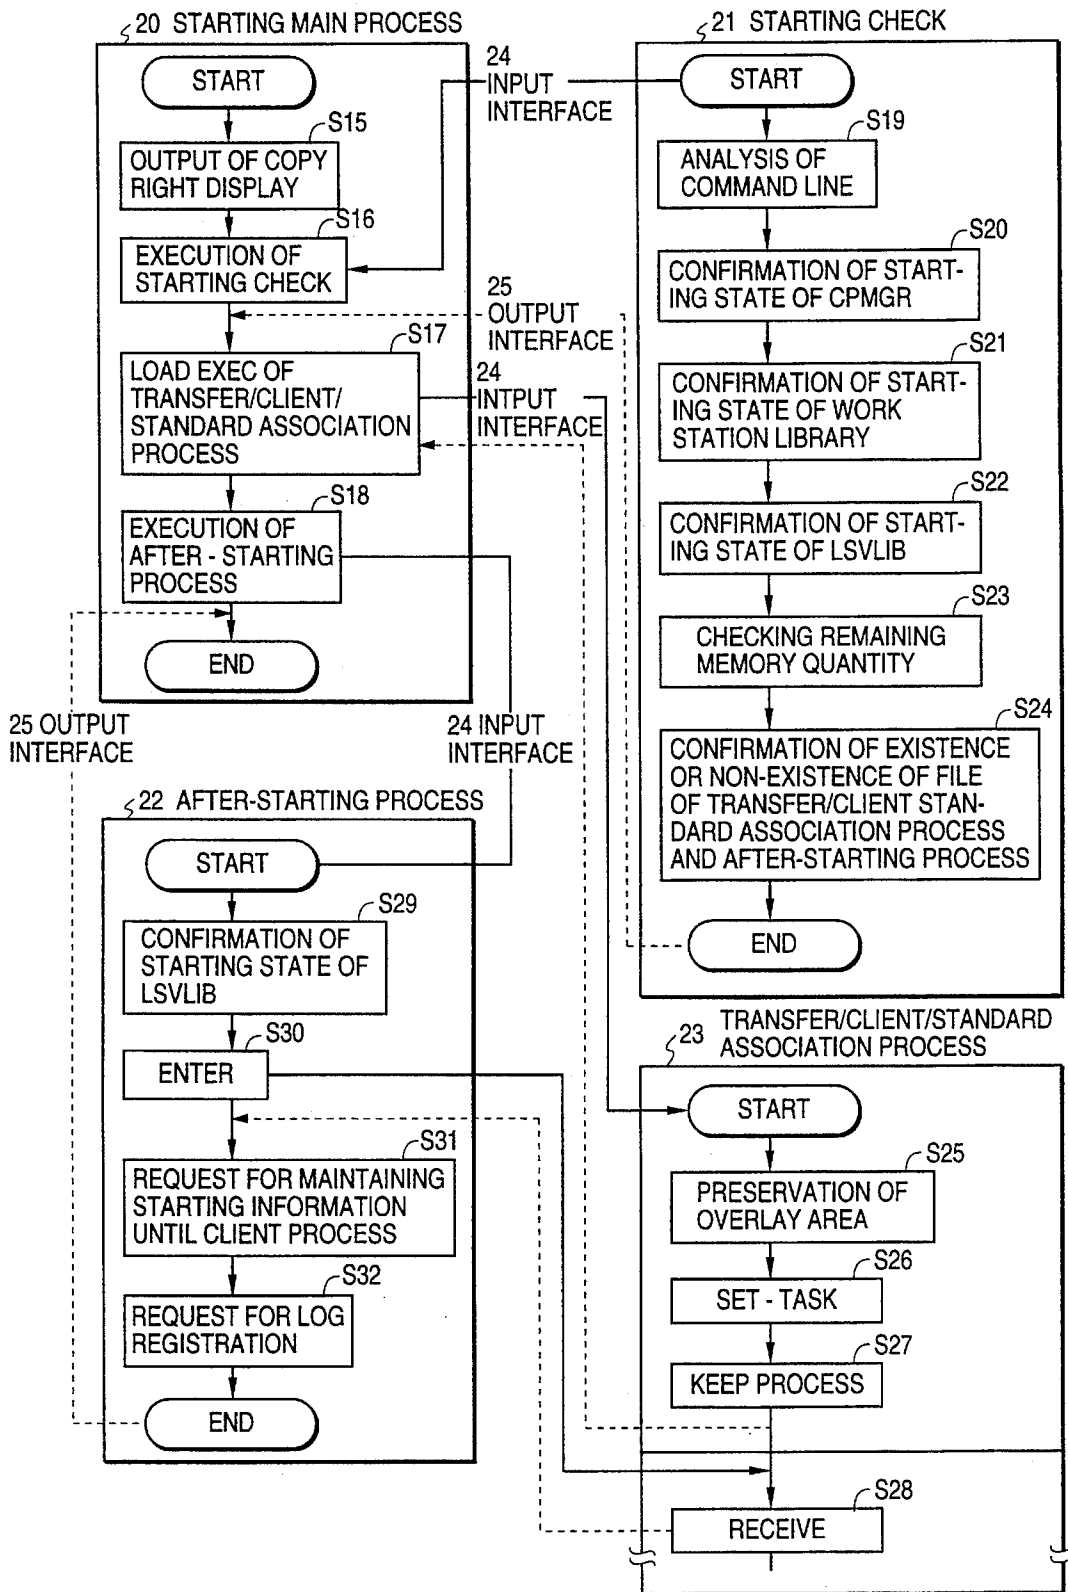 20 STARTING MAIN PROCESS
START
S15
OUTPUT OF COPY
RIGHT DISPLAY
S16
EXECUTION OF
STARTING CHECK
S17
LOAD EXEC OF
TRANSFER/CLIENT/
STANDARD ASSOCIATION
PROCESS
S18
EXECUTION OF
AFTER - STARTING
PROCESS
END
24
INPUT
INTERFACE
25
OUTPUT
INTERFACE
24
INTPUT
INTERFACE
21 STARTING CHECK
START
S19
ANALYSIS OF
COMMAND LINE
S20
CONFIRMATION OF START-
ING STATE OF CPMGR
S21
CONFIRMATION OF START-
ING STATE OF WORK
STATION LIBRARY
S22
CONFIRMATION OF START-
ING STATE OF LSVLIB
S23
CHECKING REMAINING
MEMORY QUANTITY
S24
CONFIRMATION OF EXISTENCE
OR NON-EXISTENCE OF FILE
OF TRANSFER/CLIENT STAN-
DARD ASSOCIATION PROCESS
AND AFTER-STARTING PROCESS
END
25 OUTPUT
INTERFACE
24 INPUT
INTERFACE
22 AFTER-STARTING PROCESS
START
S29
CONFIRMATION OF
STARTING STATE OF
LSVLIB
S30
ENTER
S31
REQUEST FOR MAINTAINING
STARTING INFORMATION
UNTIL CLIENT PROCESS
S32
REQUEST FOR LOG
REGISTRATION
END
23 TRANSFER/CLIENT/STANDARD
ASSOCIATION PROCESS
START
S25
PRESERVATION OF
OVERLAY AREA
S26
SET - TASK
S27
KEEP PROCESS
S28
RECEIVE